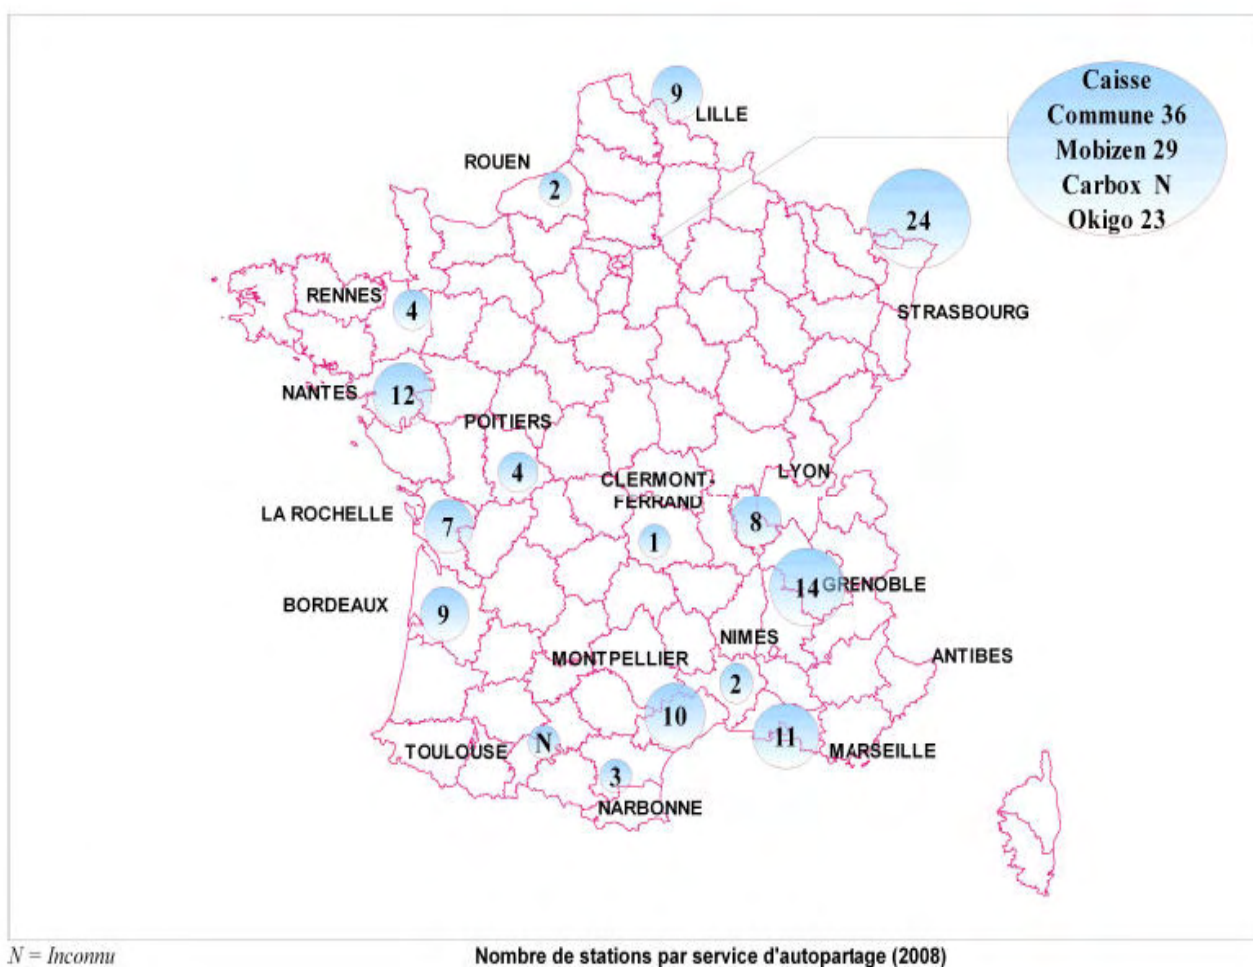 9
LILLE
Caisse
Commune 36
Mobizen 29
Carbox N
Okigo 23
ROUEN
2
24
STRASBOURG
RENNES
4
NANTES
12
POITIERS
4
CLERMONT-
FERRAND
1
LYON
8
LA ROCHELLE
7
14
GRENOBLE
BORDEAUX
9
NIMES
2
MONTPELLIER
10
ANTIBES
11
MARSEILLE
TOULOUSE
N
3
NARBONNE
N = Inconnu
Nombre de stations par service d'autopartage (2008)